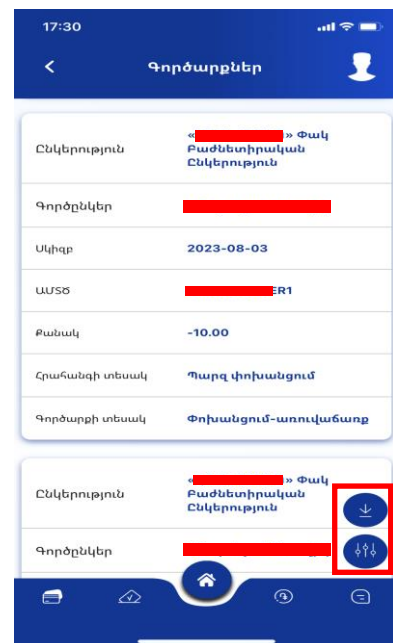 17:30
Գործարքներ
Ընկերություն
« » Փակ
Բաժնետիրական
Ընկերություն
Գործընկեր
Սկիզբ
2023-08-03
ԱՄՏԾ
ER1
Քանակ
-10.00
Հրահանգի տեսակ
Պարզ փոխանցում
Գործարքի տեսակ
Փոխանցում-առուվաճառք
Ընկերություն
« » Փակ
Բաժնետիրական
Ընկերություն
Գործընկեր